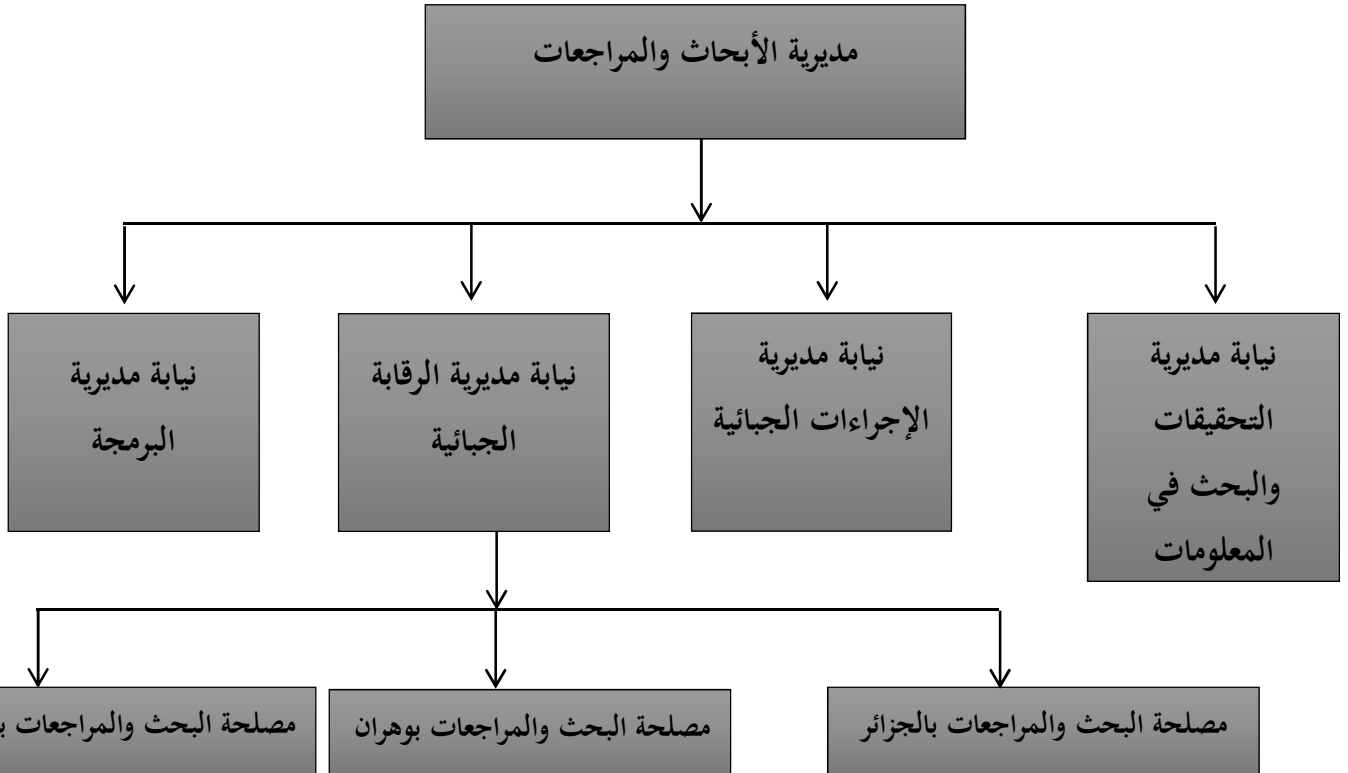 مديرية الأبحاث والمراجعات
نيابة مديرية
التحقيقات
والبحث في
المعلومات
نيابة مديرية
الإجراءات الجبائية
نيابة مديرية الرقابة
الجبائية
نيابة مديرية
البرمجة
مصلحة البحث والمراجعات بالجزائر
مصلحة البحث والمراجعات بوهران
مصلحة البحث والمراجعات